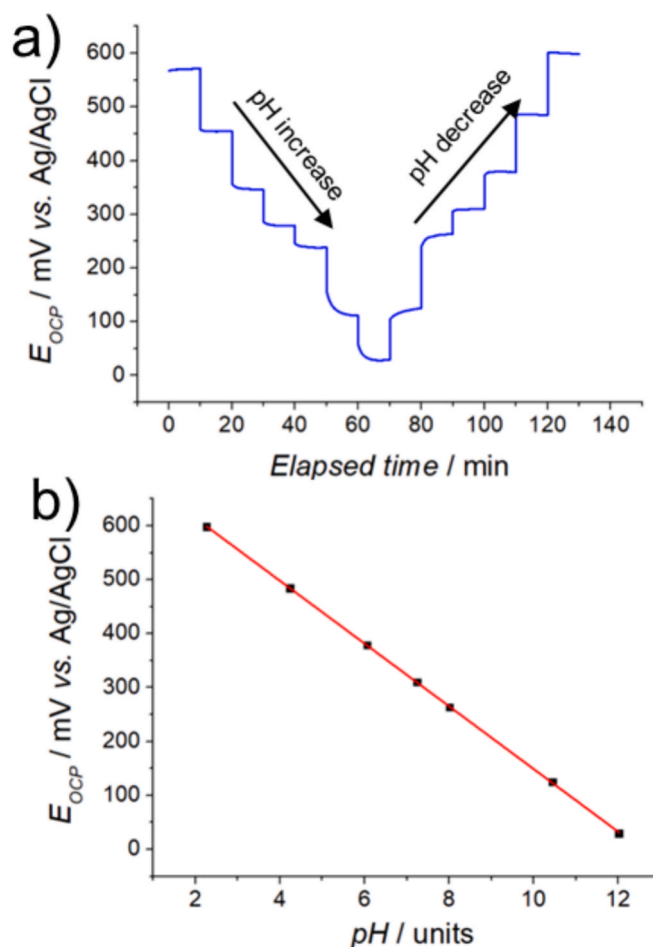 a)
600
500
400
300
200
100
0
E_OCP / mV vs. Ag/AgCl
pH increase
pH decrease
0 20 40 60 80 100 120 140
Elapsed time / min
b)
600
500
400
300
200
100
0
E_OCP / mV vs. Ag/AgCl
2 4 6 8 10 12
pH / units